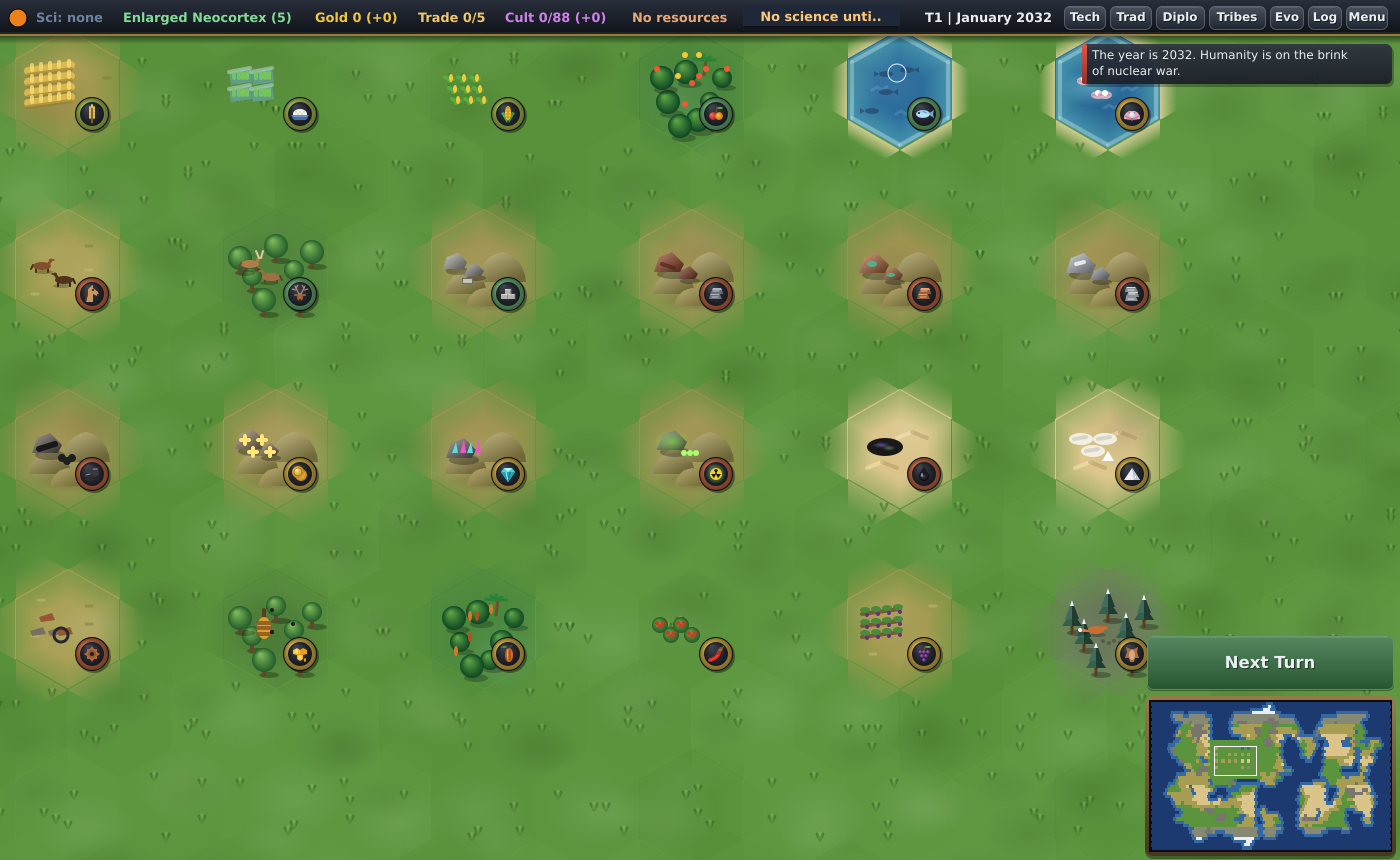 Sci: none Enlarged Neocortex (5) Gold 0 (+0) Trade 0/5 Cult 0/88 (+0) No resources No science unti.. T1 | January 2032 Tech Trad Diplo Tribes Evo Log Menu
The year is 2032. Humanity is on the brink
of nuclear war.
Next Turn